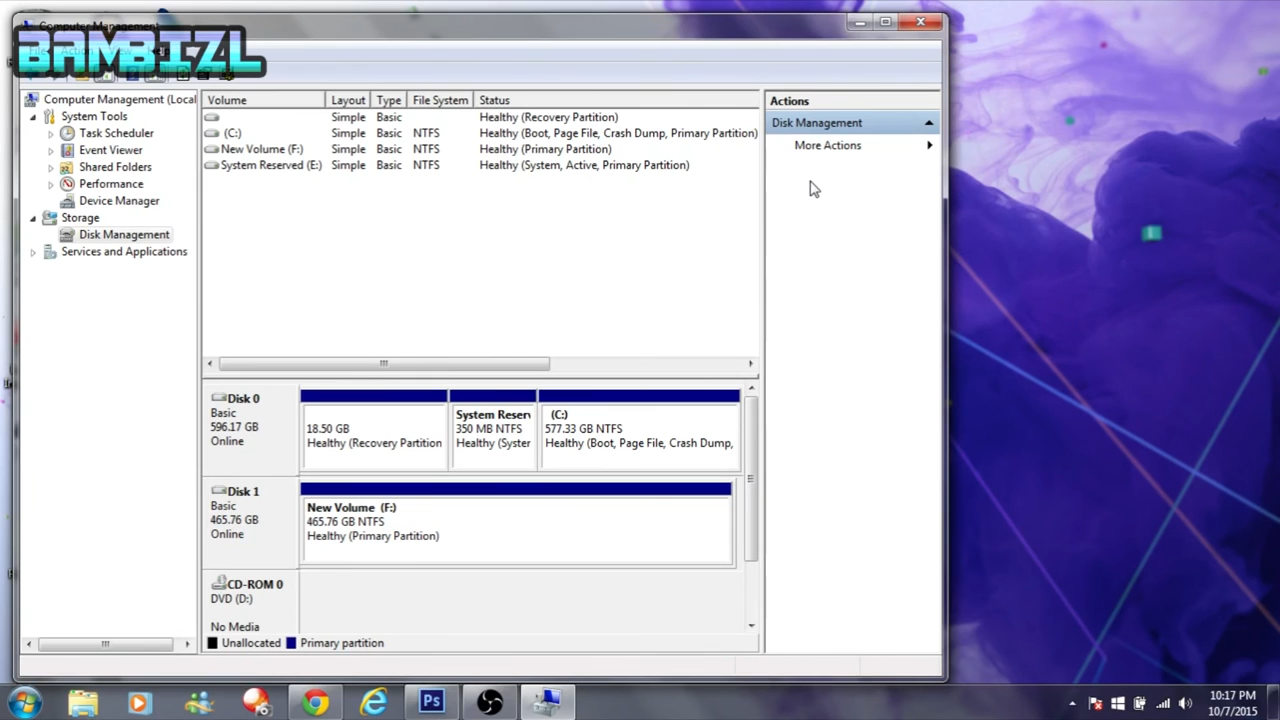 Computer Management
BAMBIZL
Computer Management (Local
System Tools
Task Scheduler
Event Viewer
Shared Folders
Performance
Device Manager
Storage
Disk Management
Services and Applications
Volume Layout Type File System Status
Simple Basic Healthy (Recovery Partition)
(C:) Simple Basic NTFS Healthy (Boot, Page File, Crash Dump, Primary Partition)
New Volume (F:) Simple Basic NTFS Healthy (Primary Partition)
System Reserved (E:) Simple Basic NTFS Healthy (System, Active, Primary Partition)
Actions
Disk Management
More Actions
Disk 0
Basic
596.17 GB
Online
18.50 GB
Healthy (Recovery Partition
System Reserv
350 MB NTFS
Healthy (Syster
(C:)
577.33 GB NTFS
Healthy (Boot, Page File, Crash Dump,
Disk 1
Basic
465.76 GB
Online
New Volume (F:)
465.76 GB NTFS
Healthy (Primary Partition)
CD-ROM 0
DVD (D:)
No Media
Unallocated Primary partition
Ps
10:17 PM
10/7/2015